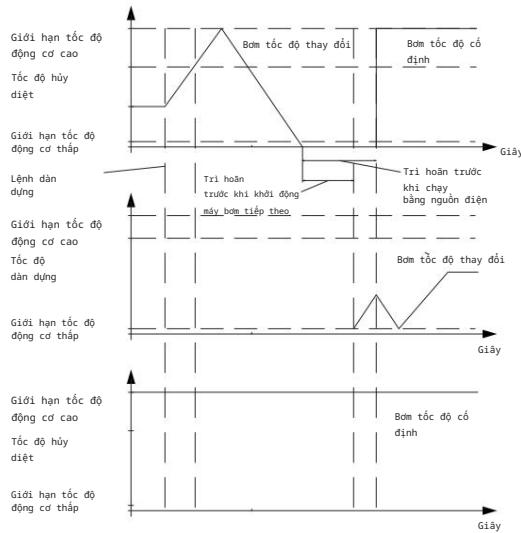 Giới hạn tốc độ
động cơ cao
Bơm tốc độ thay đổi
Bơm tốc độ cố
định
Tốc độ hủy
diệt
Giới hạn tốc độ
động cơ thấp
Giây
Lệnh dàn
dựng
Trì hoãn
trước khi khởi động
máy bơm tiếp theo
Trì hoãn trước
khi chạy
bằng nguồn điện
Giới hạn tốc độ
động cơ cao
Tốc độ
dàn dựng
Bơm tốc độ thay đổi
Giới hạn tốc độ
động cơ thấp
Giây
Giới hạn tốc độ
động cơ cao
Bơm tốc độ cố
định
Tốc độ hủy
diệt
Giới hạn tốc độ
động cơ thấp
Giây